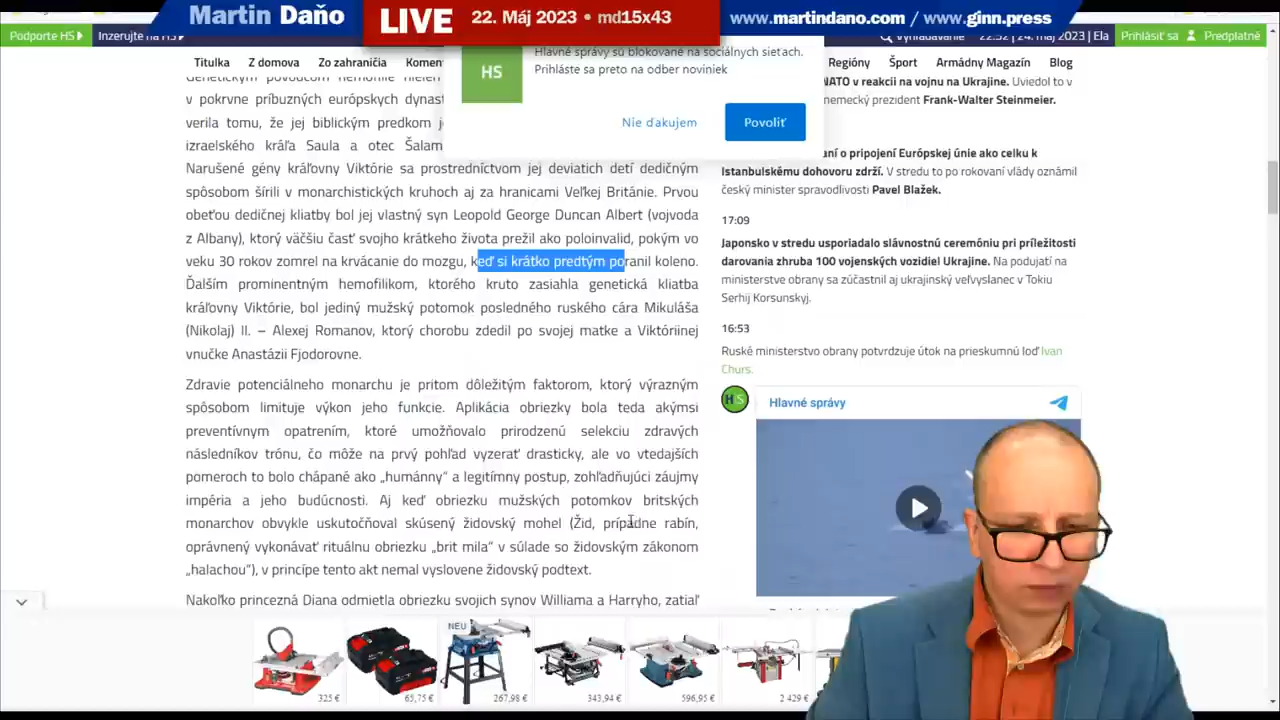 Martin Daňo
LIVE
22. Máj 2023 • md15x43
www.martindano.com / www.ginn.press
Podporte HS
Inzerujte na HS
Vyhľadávanie
22:52 | 24. máj 2023 | Ela
Prihlásiť sa
Predplatné
Titulka
Z domova
Zo zahraničia
Regióny
Šport
Armádny Magazín
Blog
HS
Hlavné správy sú blokované na sociálnych sieťach.
Prihláste sa preto na odber noviniek
Nie ďakujem
Povoliť
Genetickým pôvodcom hemofílie
v pokrvne príbuzných európskych
verila tomu, že jej biblickým predkom
izraelského kráľa Saula a otec
Narušené gény kráľovny Viktórie sa prostredníctvom jej deviatich detí dedičným
spôsobom šírili v monarchistických kruhoch aj za hranicami Veľkej Británie. Prvou
obeťou dedičnej kliatby bol jej vlastný syn Leopold George Duncan Albert (vojvoda
z Albany), ktorý väčšiu časť svojho krátkeho života prežil ako poloinvalid, pokým vo
veku 30 rokov zomrel na krvácanie do mozgu, keď si krátko predtým poranil koleno.
Ďalším prominentným hemofilikom, ktorého kruto zasiahla genetická kliatba
kráľovny Viktórie, bol jediný mužský potomok posledného ruského cára Mikuláša
(Nikolaj) II. – Alexej Romanov, ktorý chorobu zdedil po svojej matke a Viktóriinej
vnučke Anastázii Fjodorovne.
Zdravie potenciálneho monarchu je pritom dôležitým faktorom, ktorý výrazným
spôsobom limituje výkon jeho funkcie. Aplikácia obriezky bola teda akýmsi
preventívnym opatrením, ktoré umožňovalo prirodzenú selekciu zdravých
následníkov trónu, čo môže na prvý pohľad vyzerať drasticky, ale vo vtedajších
pomeroch to bolo chápané ako „humánny“ a legitímny postup, zohľadňujúci záujmy
impéria a jeho budúcnosti. Aj keď obriezku mužských potomkov britských
monarchov obvykle uskutočňoval skúsený židovský mohel (Žid, prípadne rabín,
oprávnený vykonávať rituálnu obriezku „brit mila“ v súlade so židovským zákonom
„halachou“), v princípe tento akt nemal vyslovene židovský podtext.
Nakoľko princezná Diana odmietla obriezku svojich synov Williama a Harryho, zatiaľ
NATO v reakcii na vojnu na Ukrajine. Uviedol to v
nemecký prezident Frank-Walter Steinmeier.
o pripojení Európskej únie ako celku k
Istanbulskému dohovoru zdrží. V stredu to po rokovaní vlády oznámil
český minister spravodlivosti Pavel Blažek.
17:09
Japonsko v stredu usporiadalo slávnostnú ceremóniu pri príležitosti
darovania zhruba 100 vojenských vozidiel Ukrajine. Na podujatí na
ministerstve obrany sa zúčastnil aj ukrajinský veľvyslanec v Tokiu
Serhij Korsunskyj.
16:53
Ruské ministerstvo obrany potvrdzuje útok na prieskumnú loď Ivan
Churs.
HS
Hlavné správy
NEU
325 €
65,75 €
267,98 €
343,94 €
596,95 €
2 429 €